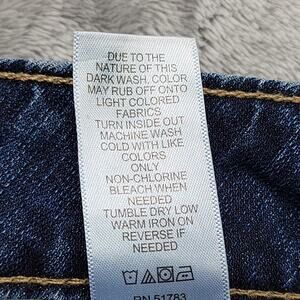 DUE TO THE
NATURE OF THIS
DARK WASH, COLOR
MAY RUB OFF ONTO
LIGHT COLORED
FABRICS
TURN INSIDE OUT
MACHINE WASH
COLD WITH LIKE
COLORS
ONLY
NON-CHLORINE
BLEACH WHEN
NEEDED
TUMBLE DRY LOW
WARM IRON ON
REVERSE IF
NEEDED
RN 51783